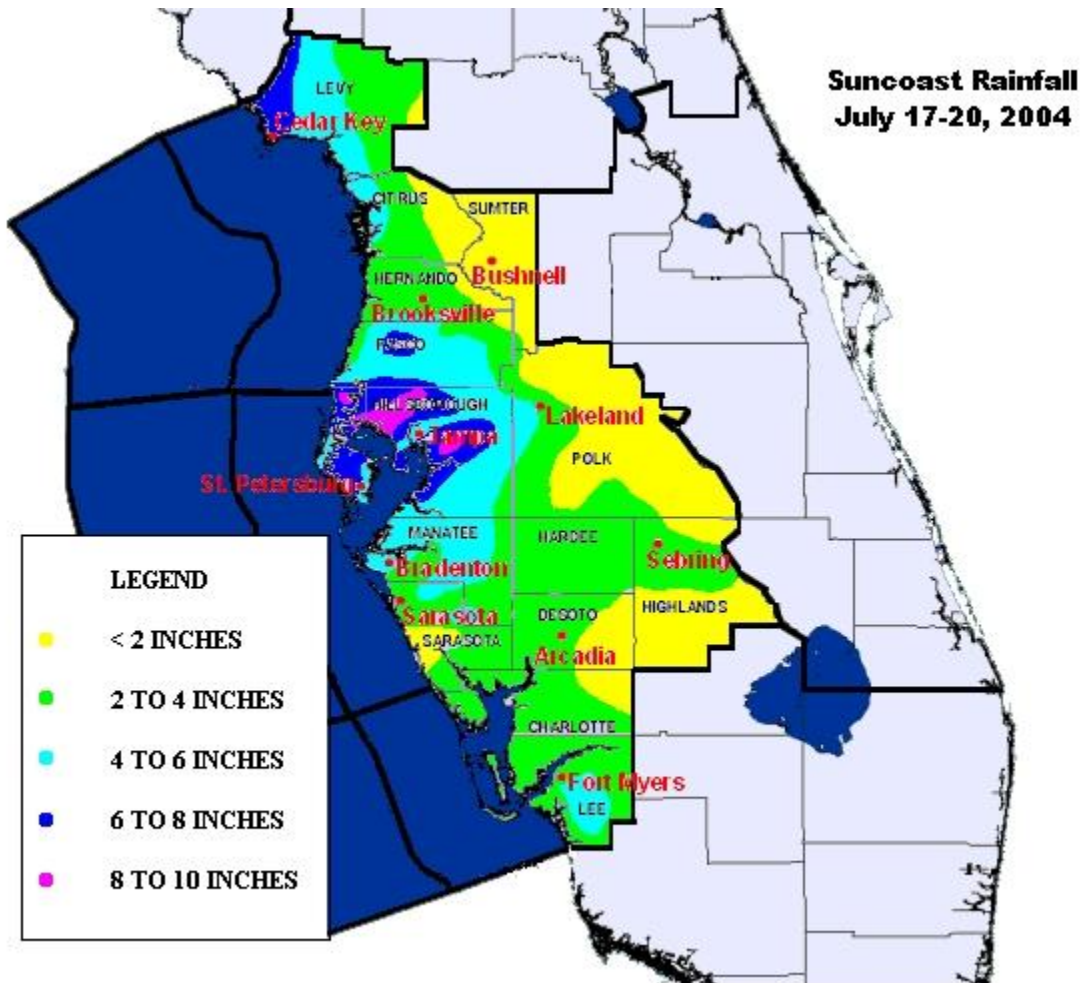 Suncoast Rainfall
July 17-20, 2004
LEVY
Cedar Key
CITRUS
SUMTER
Bushnell
HERNANDO
Brooksville
PASCO
HILLSBOROUGH
Lakeland
Tampa
POLK
St. Petersburg
MANATEE
HARDEE
Sebring
Bradenton
HIGHLANDS
Sarasota
DESOTO
SARASOTA
Arcadia
CHARLOTTE
Fort Myers
LEE
LEGEND
< 2 INCHES
2 TO 4 INCHES
4 TO 6 INCHES
6 TO 8 INCHES
8 TO 10 INCHES